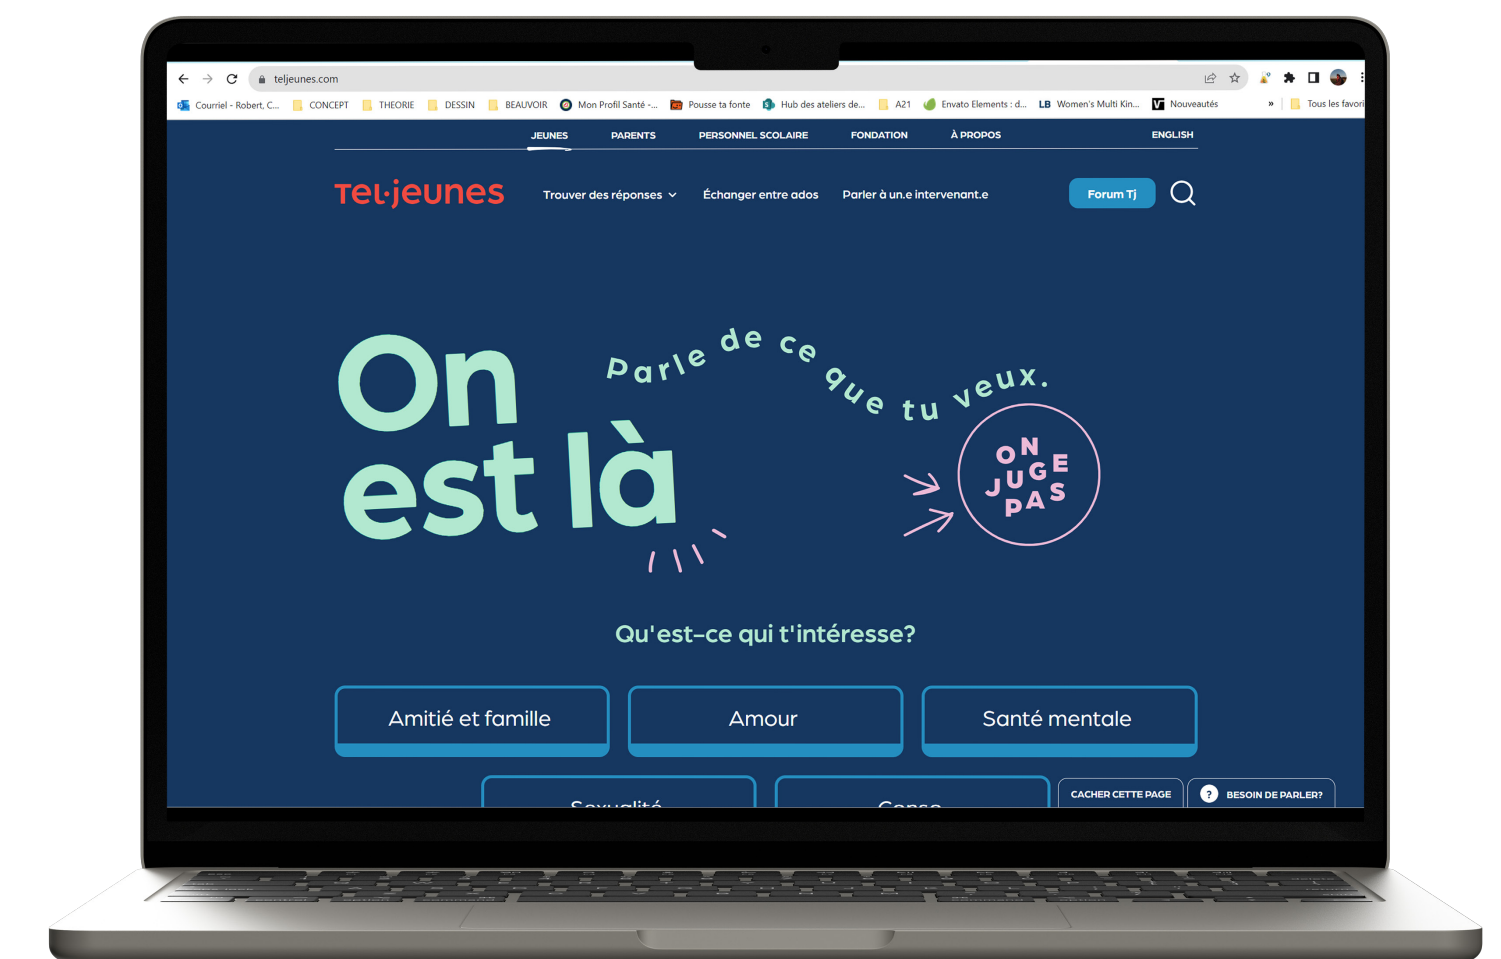 teljeunes.com
Courriel - Robert, C... CONCEPT THEORIE DESSIN BEAUVOIR Mon Profil Santé -... Pousse ta fonte Hub des ateliers de... A21 Envato Elements : d... LB Women's Multi Kin... Nouveautés » Tous les favori
JEUNES PARENTS PERSONNEL SCOLAIRE FONDATION À PROPOS ENGLISH
Tel·jeunes Trouver des réponses Échanger entre ados Parler à un.e intervenant.e Forum Tj
On
est là
Parle de ce que tu veux.
ON
JUGE
PAS
Qu'est-ce qui t'intéresse?
Amitié et famille Amour Santé mentale
Sexualité Conso
CACHER CETTE PAGE ? BESOIN DE PARLER?